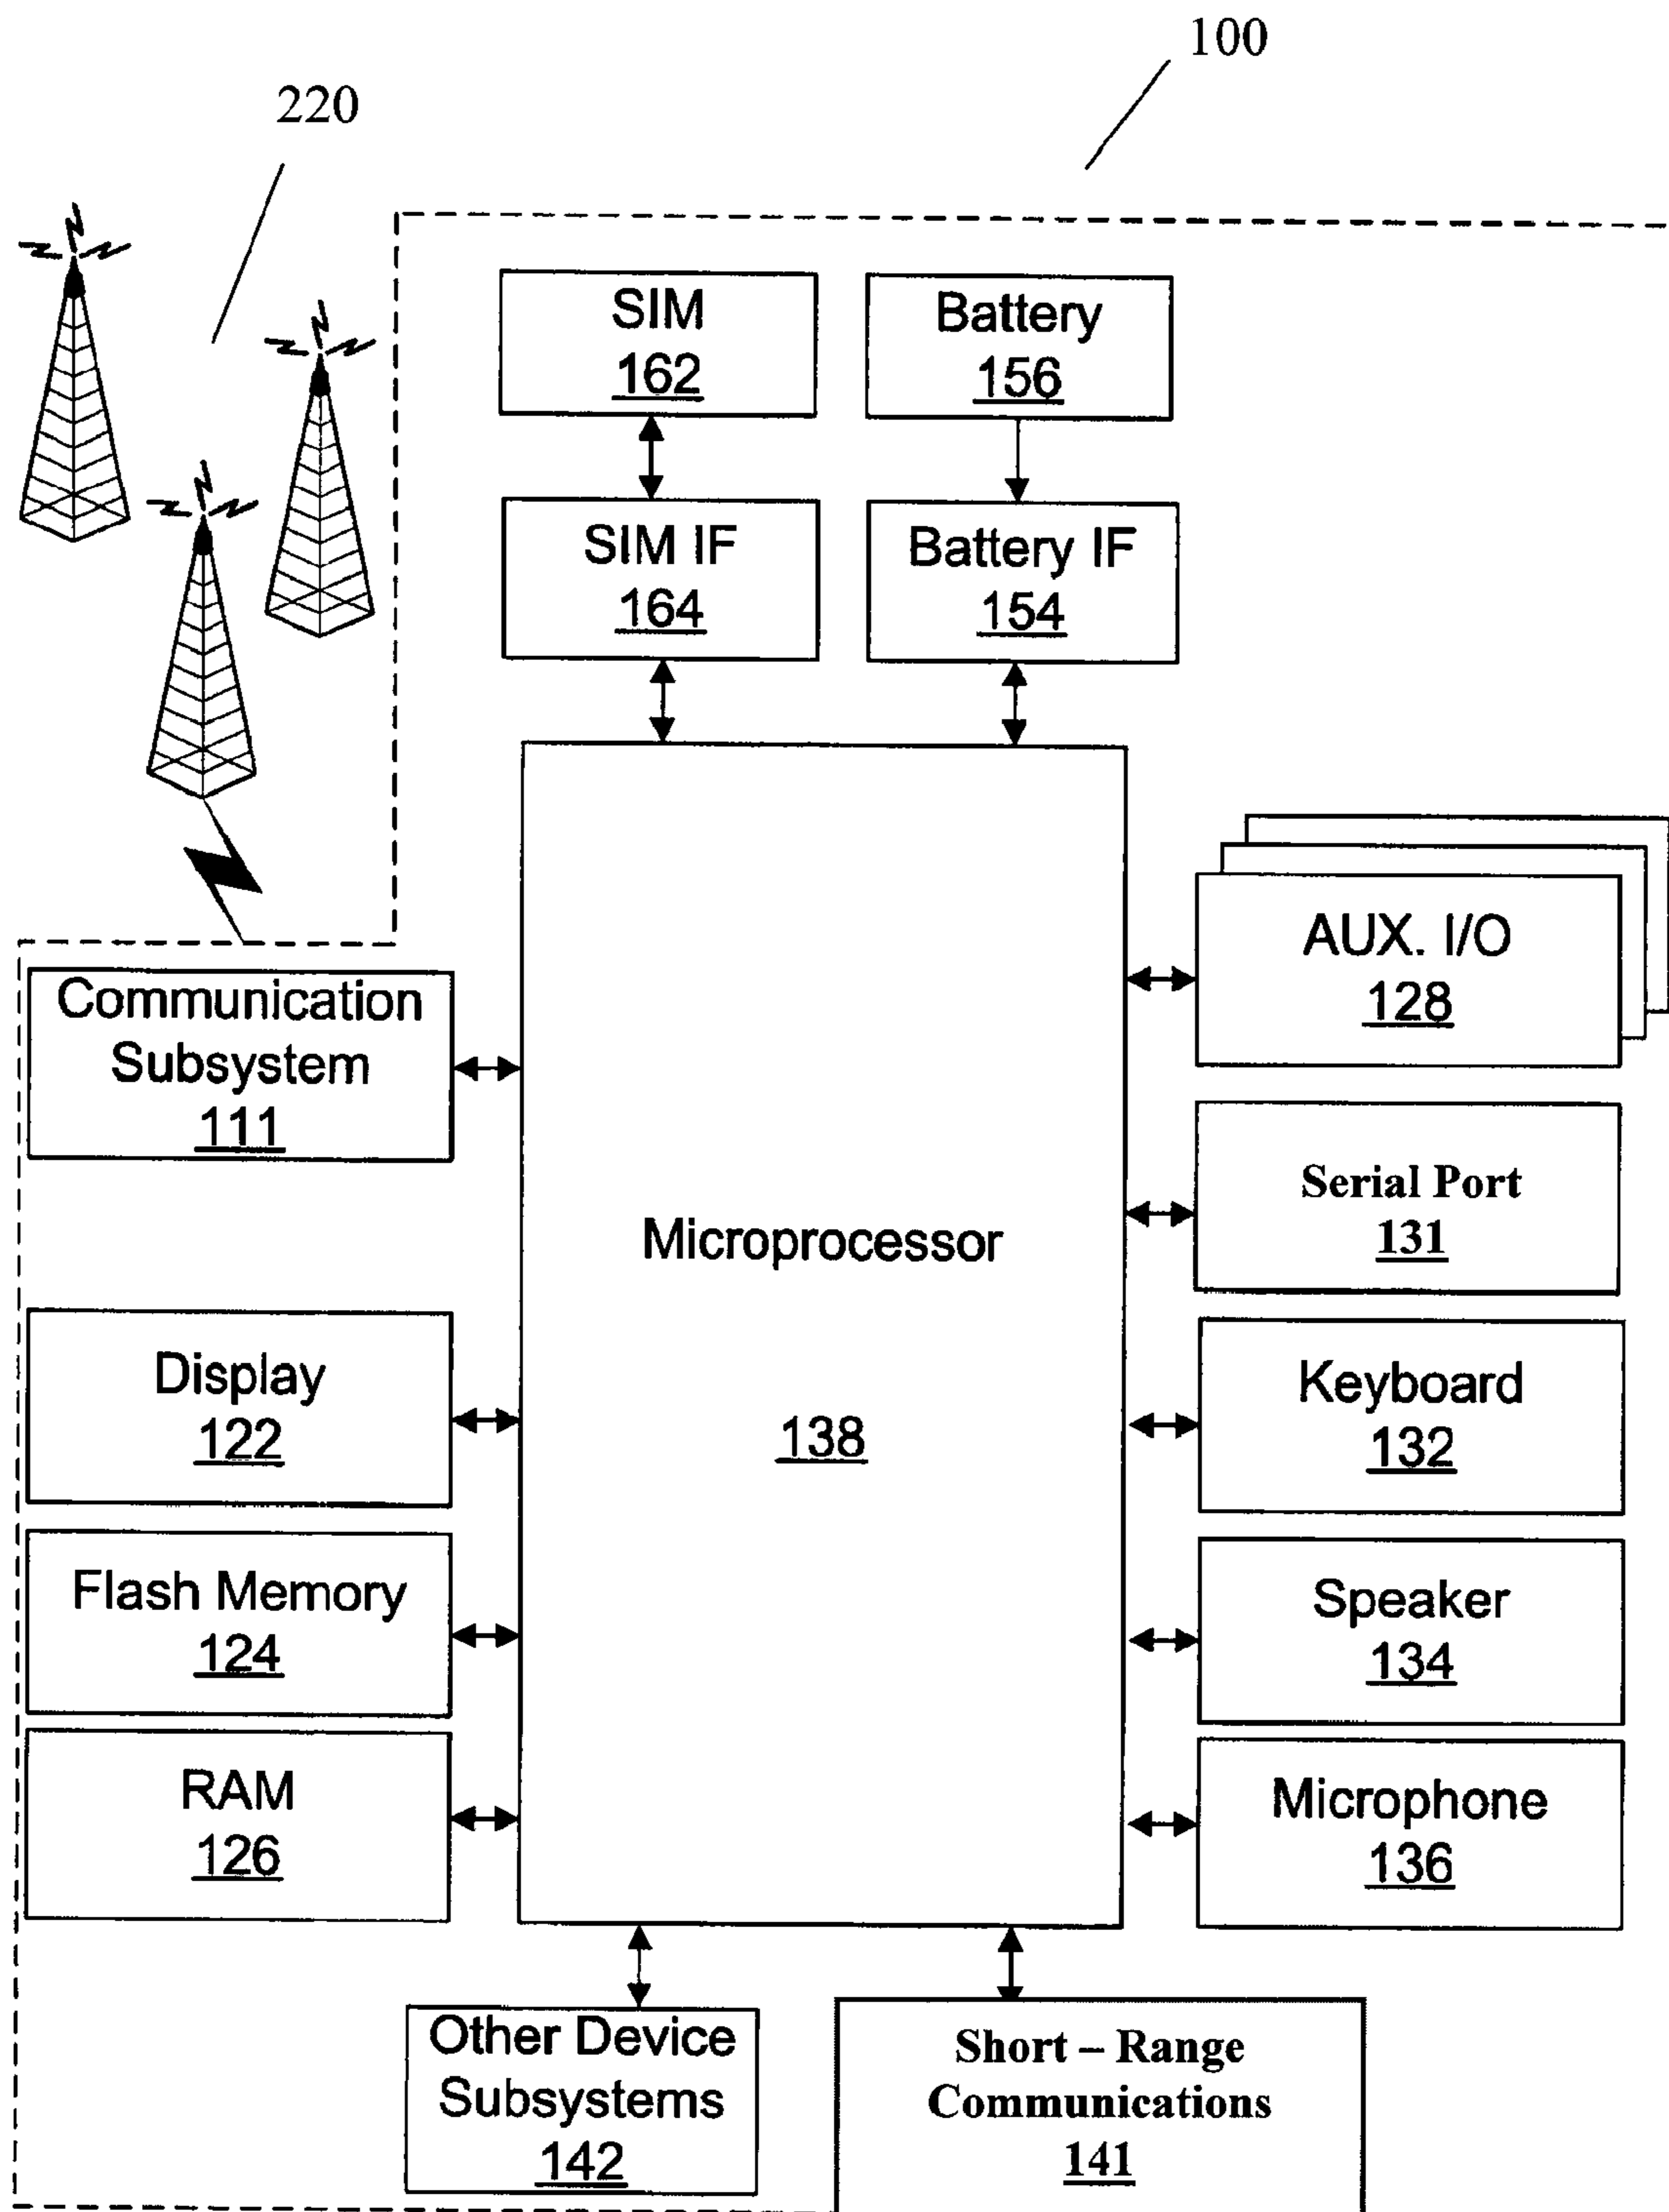 100
220
SIM
162
Battery
156
SIM IF
164
Battery IF
154
AUX. I/O
128
Communication
Subsystem
111
Serial Port
131
Microprocessor
138
Display
122
Keyboard
132
Flash Memory
124
Speaker
134
RAM
126
Microphone
136
Other Device
Subsystems
142
Short – Range
Communications
141